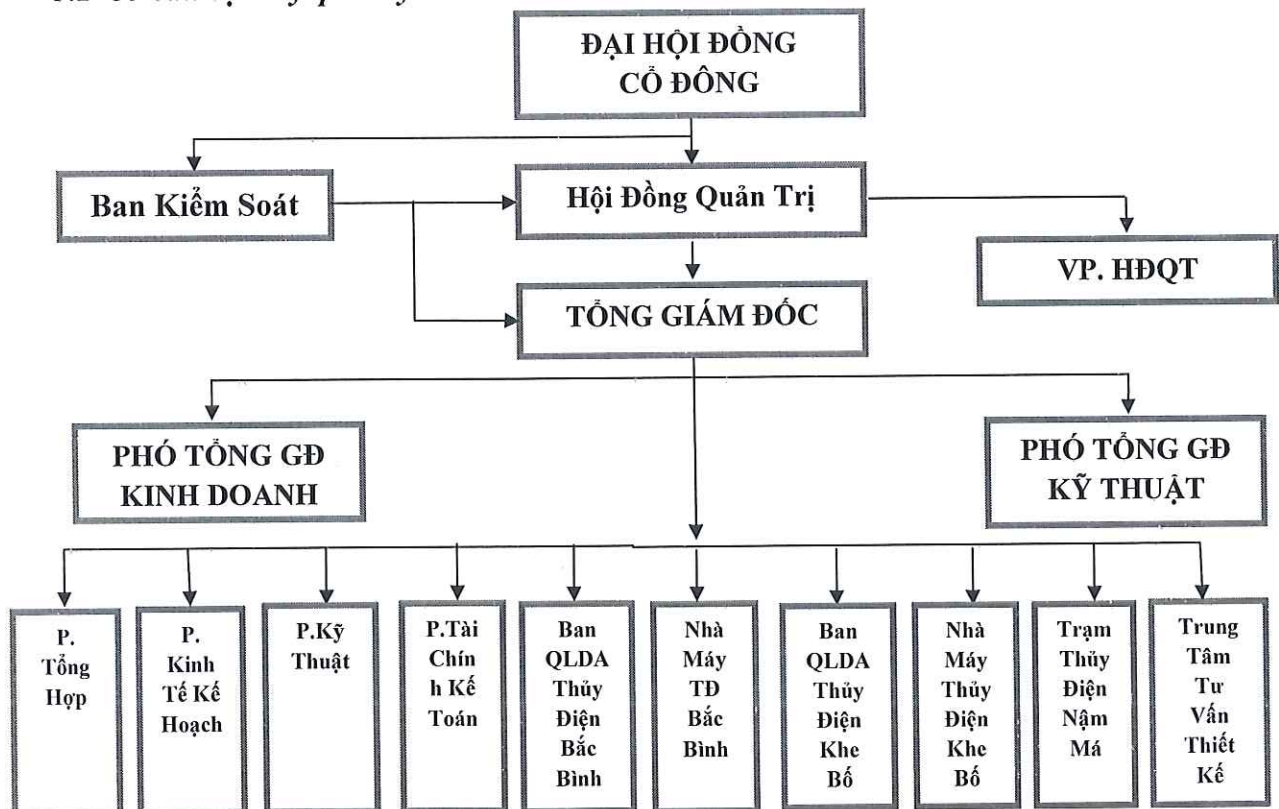 ĐẠI HỘI ĐỒNG
CỔ ĐÔNG
Ban Kiểm Soát
Hội Đồng Quản Trị
VP. HĐQT
TỔNG GIÁM ĐỐC
PHÓ TỔNG GĐ
KINH DOANH
PHÓ TỔNG GĐ
KỸ THUẬT
P.
Tổng
Hợp
P.
Kinh
Tế Kế
Hoạch
P.Kỹ
Thuật
P.Tài
Chín
h Kế
Toán
Ban
QLDA
Thủy
Điện
Bắc
Bình
Nhà
Máy
TĐ
Bắc
Bình
Ban
QLDA
Thủy
Điện
Khe
Bố
Nhà
Máy
Thủy
Điện
Khe
Bố
Trạm
Thủy
Điện
Nậm
Má
Trung
Tâm
Tư
Vấn
Thiết
Kế